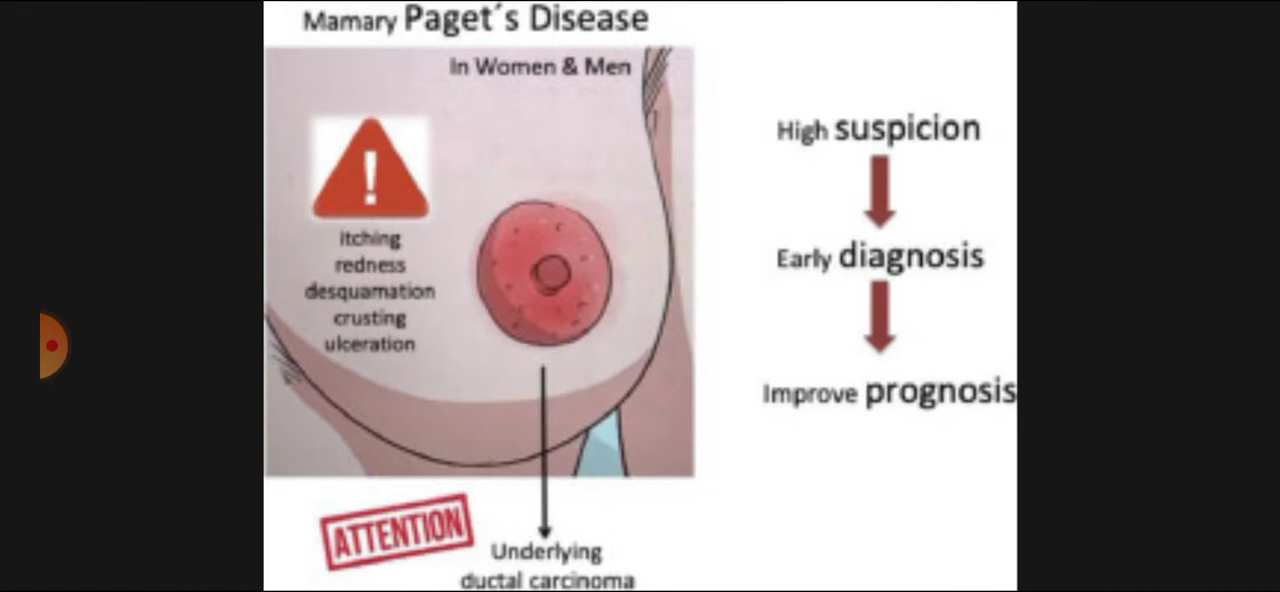 Mamary Paget´s Disease
In Women & Men
!
Itching
redness
desquamation
crusting
ulceration
High suspicion
Early diagnosis
Improve prognosis
ATTENTION
Underlying
ductal carcinoma